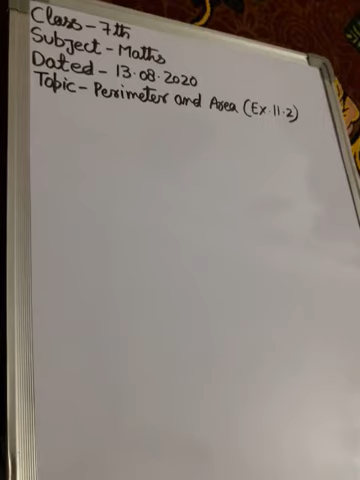 Class - 7th
Subject - Maths
Dated - 13.08.2020
Topic - Perimeter and Area (Ex.11.2)